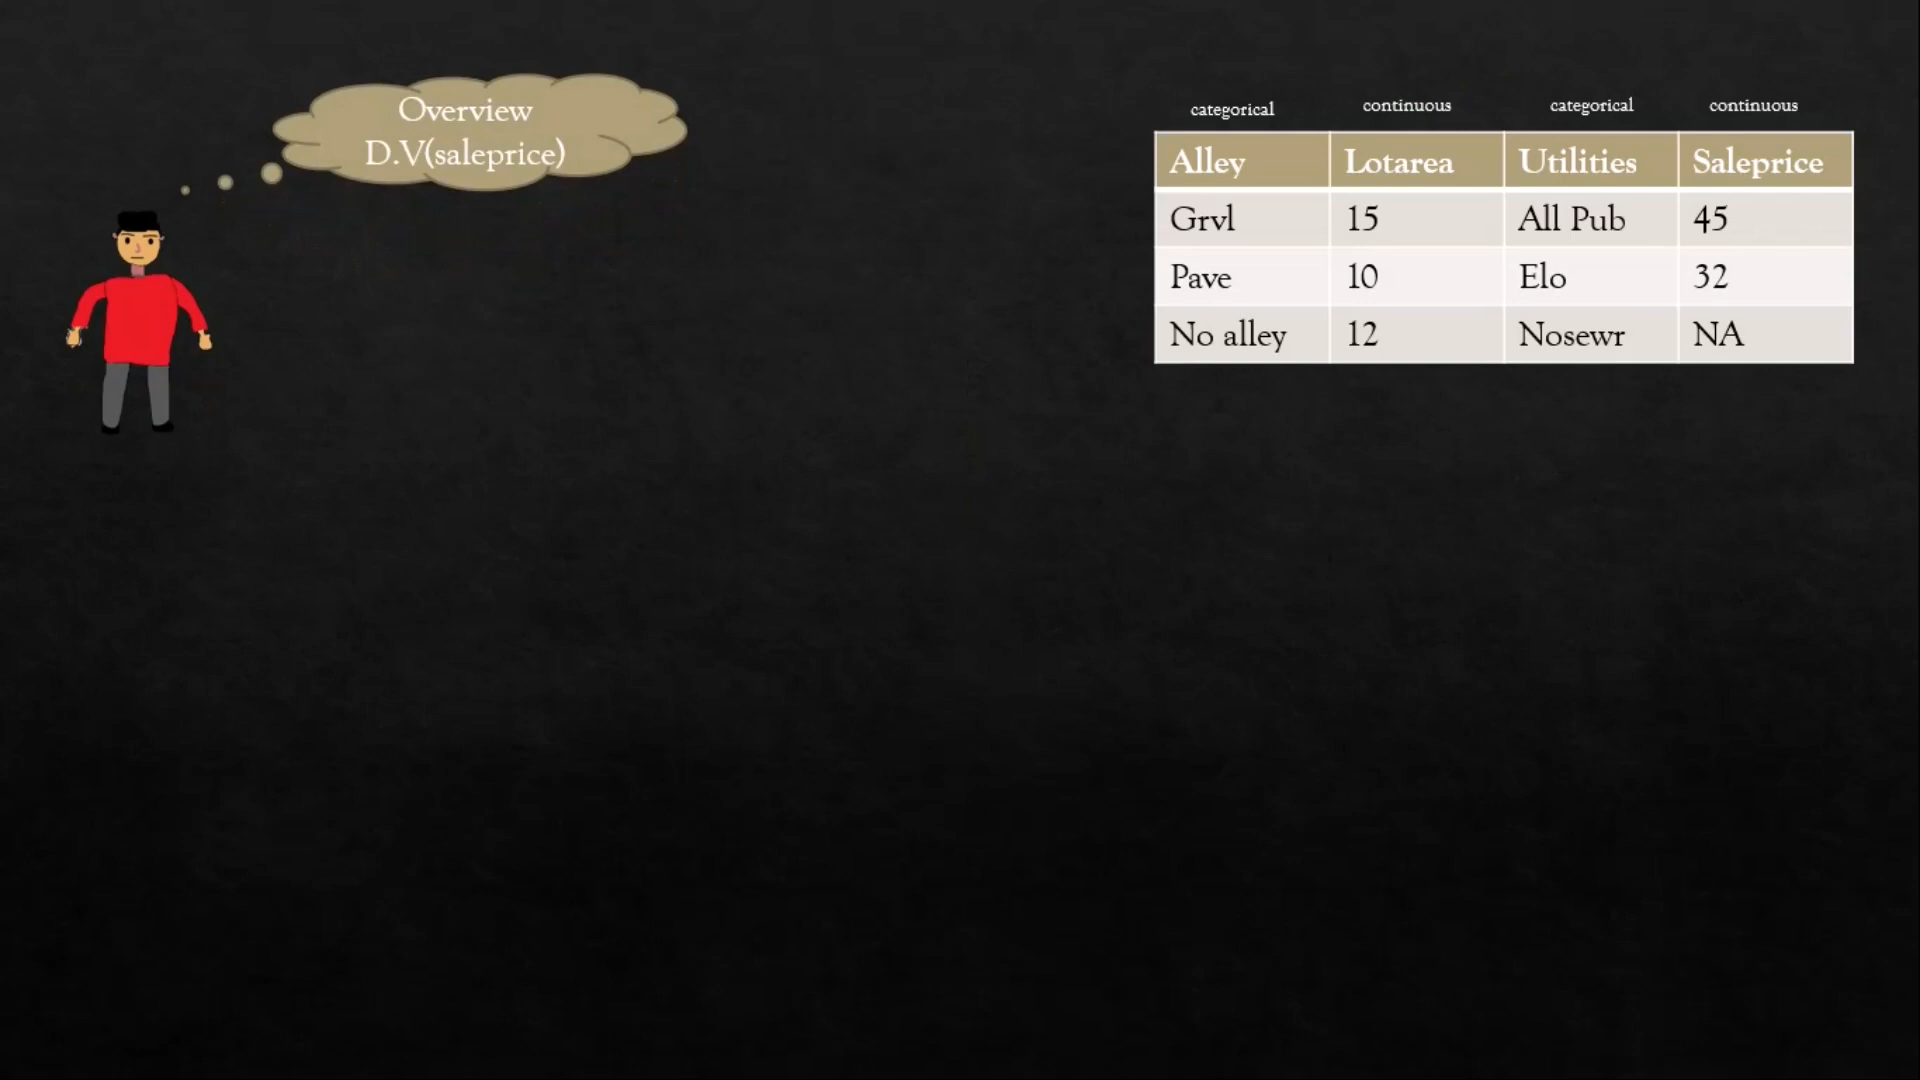 Overview
D.V(saleprice)
categorical continuous categorical continuous
Alley Lotarea Utilities Saleprice
Grvl 15 All Pub 45
Pave 10 Elo 32
No alley 12 Nosewr NA